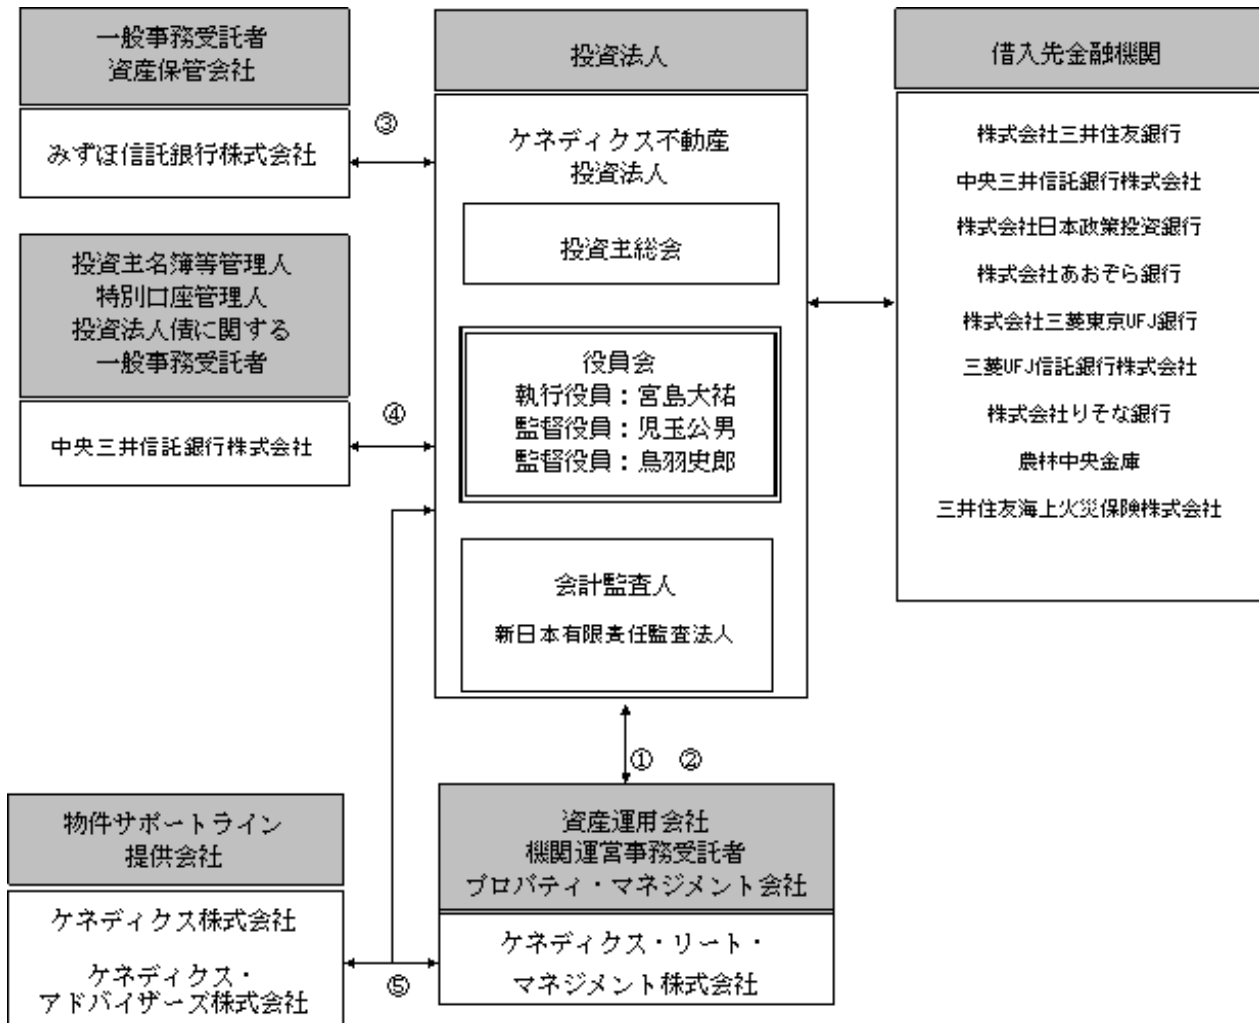 一般事務受託者
資産保管会社
みずほ信託銀行株式会社
③
投資主名簿等管理人
特別口座管理人
投資法人債に関する
一般事務受託者
中央三井信託銀行株式会社
④
投資法人
ケネディクス不動産
投資法人
投資主総会
役員会
執行役員：宮島大祐
監督役員：児玉公男
監督役員：鳥羽史郎
会計監査人
新日本有限責任監査法人
借入先金融機関
株式会社三井住友銀行
中央三井信託銀行株式会社
株式会社日本政策投資銀行
株式会社あおぞら銀行
株式会社三菱東京UFJ銀行
三菱UFJ信託銀行株式会社
株式会社りそな銀行
農林中央金庫
三井住友海上火災保険株式会社
① ②
物件サポートライン
提供会社
ケネディクス株式会社
ケネディクス・
アドバイザーズ株式会社
⑤
資産運用会社
機関運営事務受託者
プロパティ・マネジメント会社
ケネディクス・リート・
マネジメント株式会社